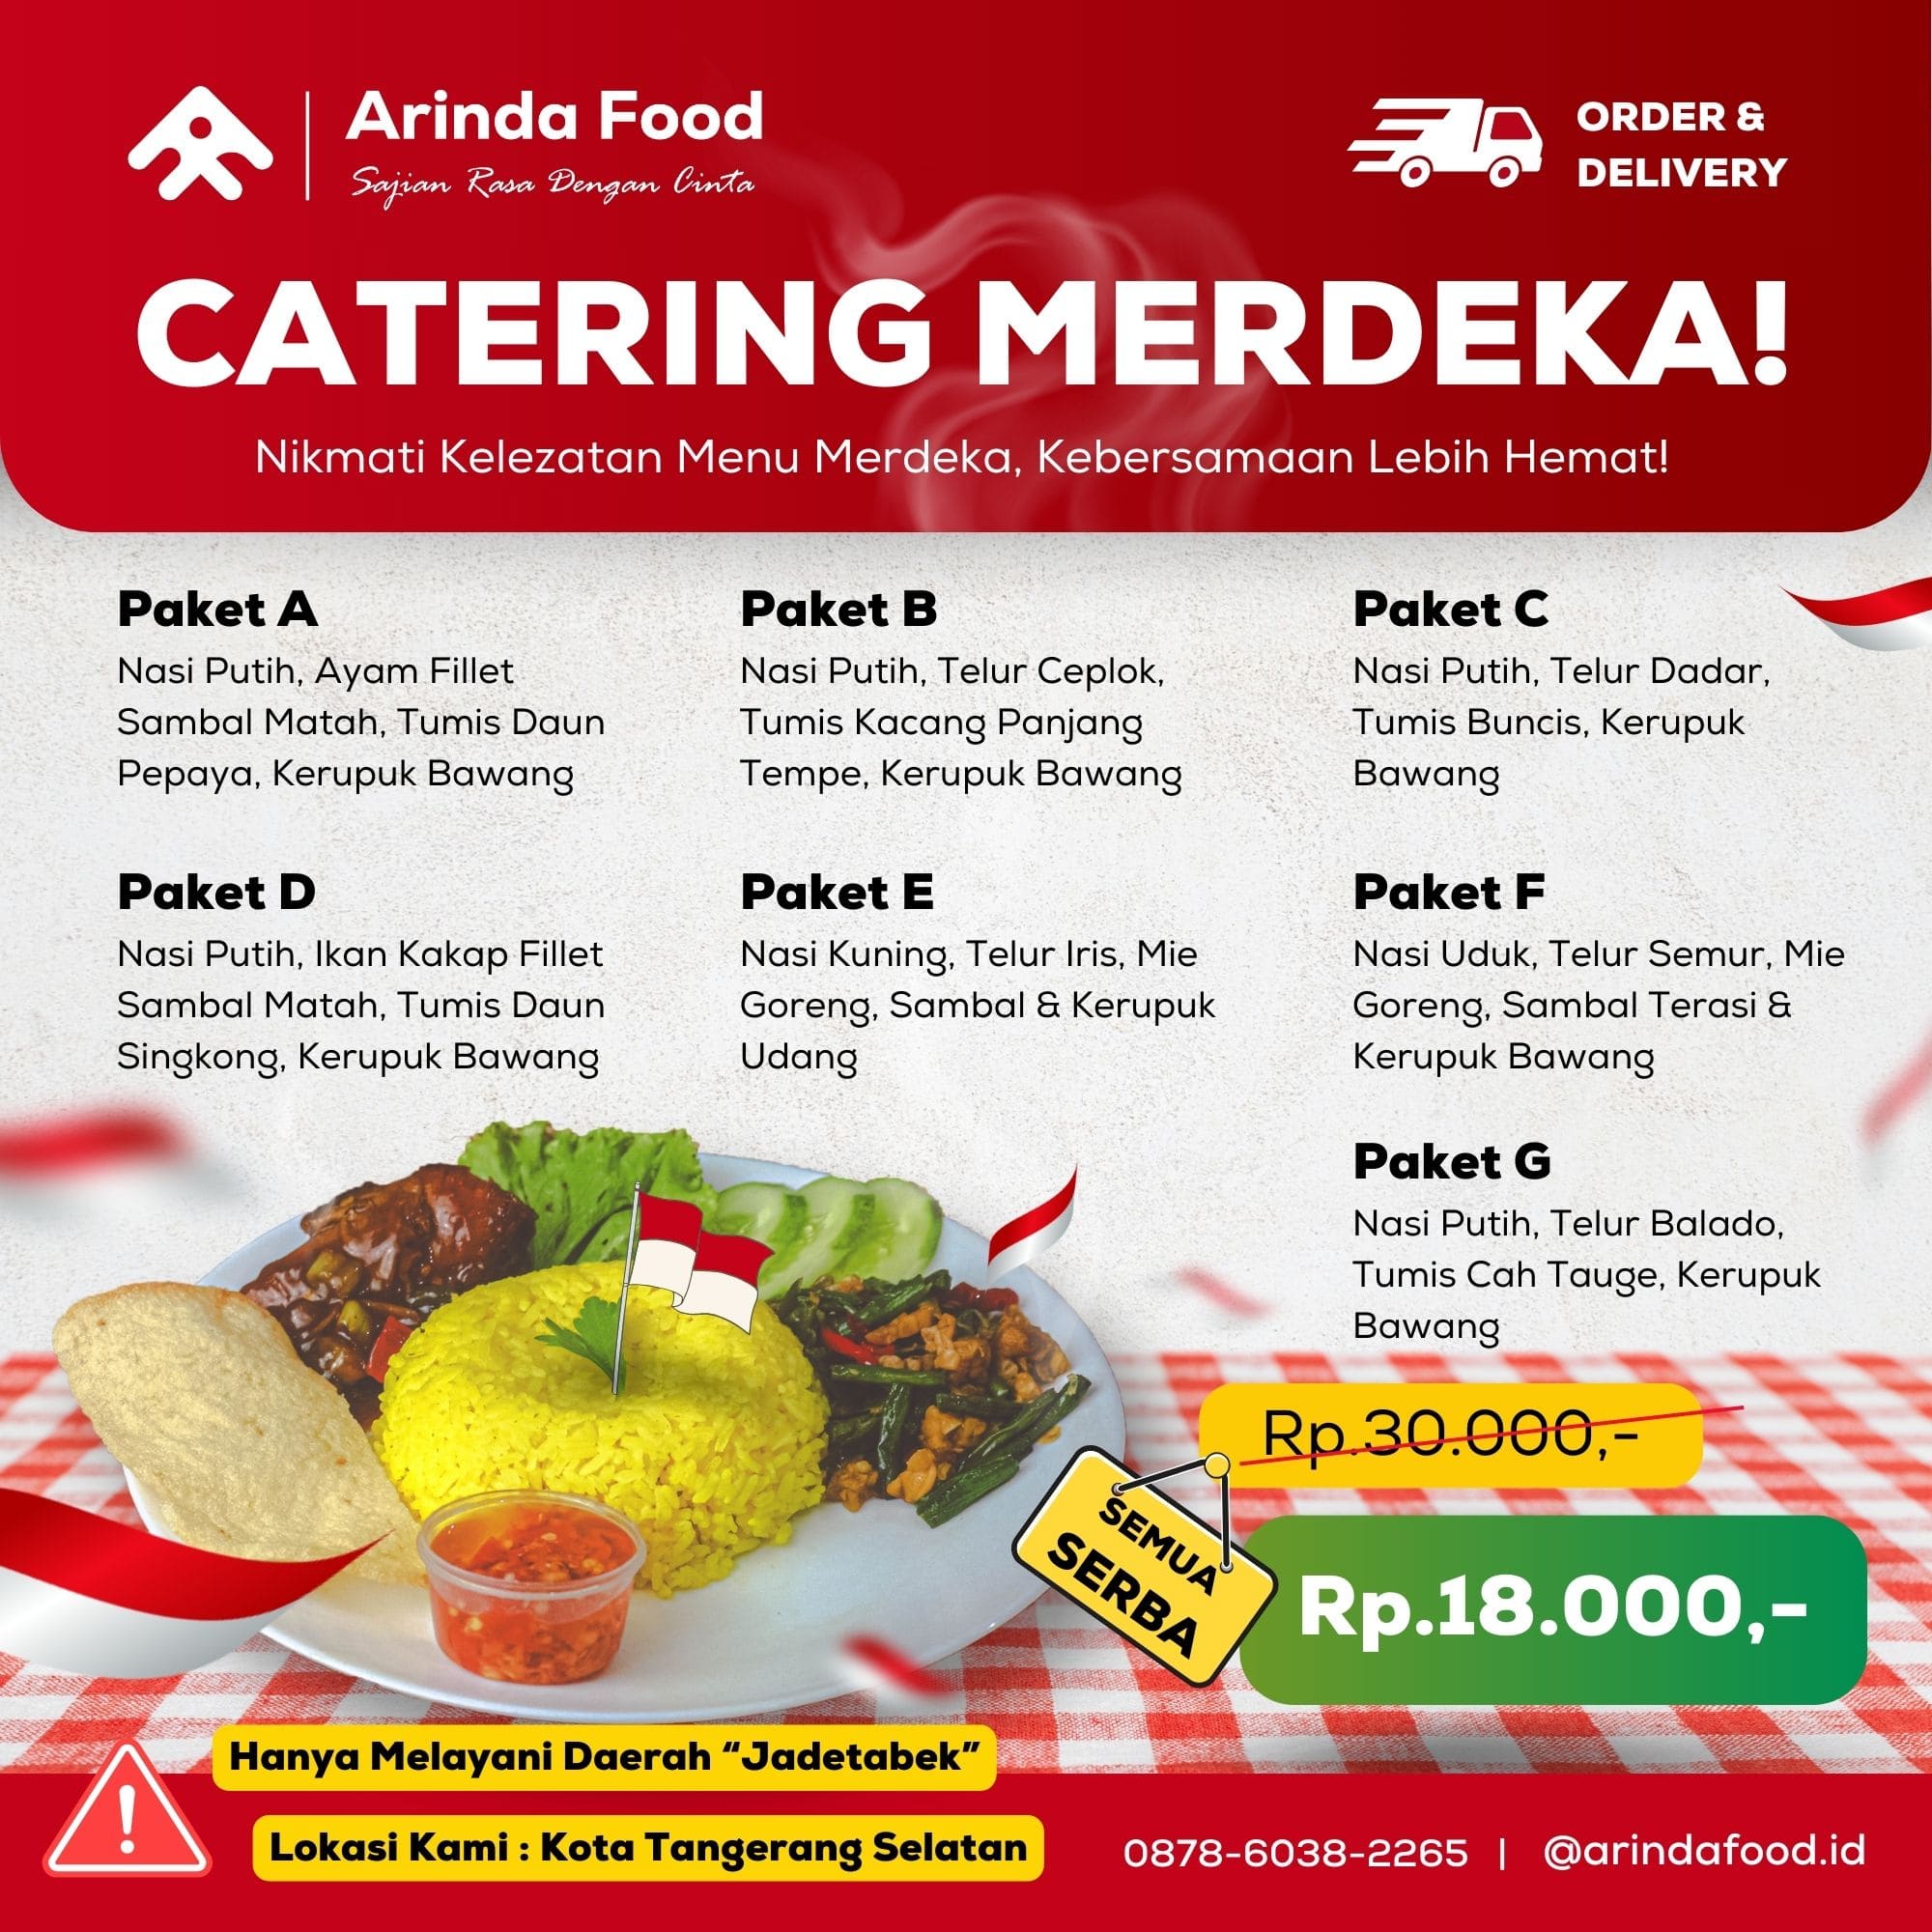 Arinda Food
Sajian Rasa Dengan Cinta
ORDER &
DELIVERY
CATERING MERDEKA!
Nikmati Kelezatan Menu Merdeka, Kebersamaan Lebih Hemat!
Paket A
Nasi Putih, Ayam Fillet
Sambal Matah, Tumis Daun
Pepaya, Kerupuk Bawang
Paket B
Nasi Putih, Telur Ceplok,
Tumis Kacang Panjang
Tempe, Kerupuk Bawang
Paket C
Nasi Putih, Telur Dadar,
Tumis Buncis, Kerupuk
Bawang
Paket D
Nasi Putih, Ikan Kakap Fillet
Sambal Matah, Tumis Daun
Singkong, Kerupuk Bawang
Paket E
Nasi Kuning, Telur Iris, Mie
Goreng, Sambal & Kerupuk
Udang
Paket F
Nasi Uduk, Telur Semur, Mie
Goreng, Sambal Terasi &
Kerupuk Bawang
Paket G
Nasi Putih, Telur Balado,
Tumis Cah Tauge, Kerupuk
Bawang
Rp.30.000,-
SEMUA
SERBA
Rp.18.000,-
Hanya Melayani Daerah “Jadetabek”
Lokasi Kami : Kota Tangerang Selatan
0878-6038-2265 | @arindafood.id